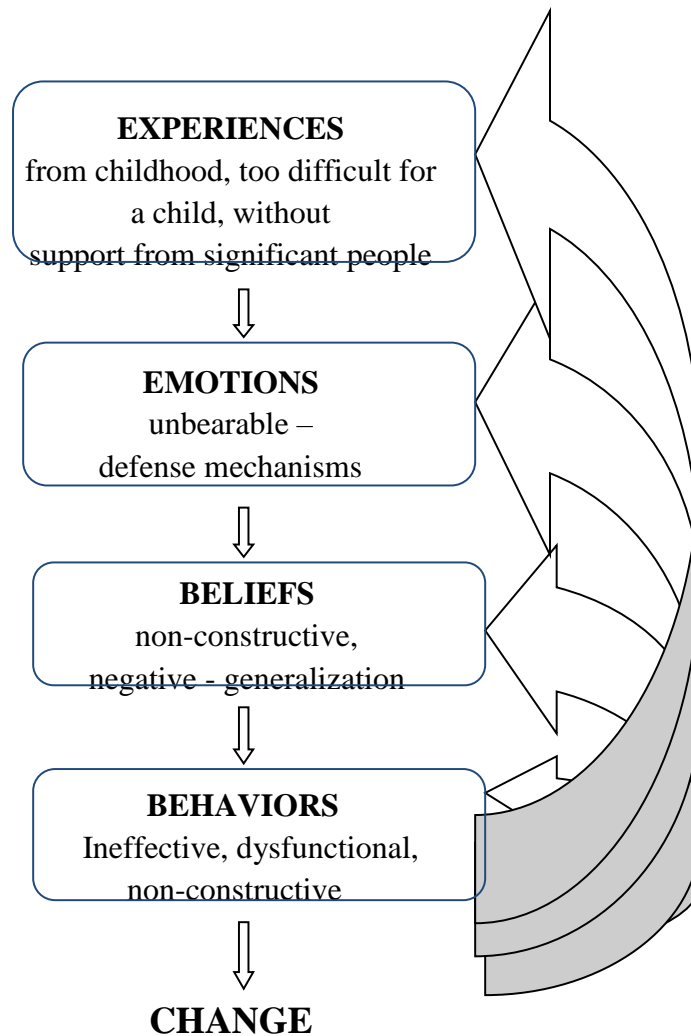 EXPERIENCES
from childhood, too difficult for
a child, without
support from significant people
EMOTIONS
unbearable –
defense mechanisms
BELIEFS
non-constructive,
negative - generalization
BEHAVIORS
Ineffective, dysfunctional,
non-constructive
CHANGE